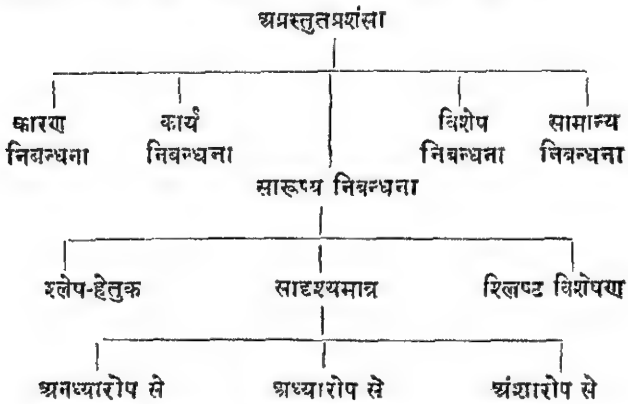 अप्रस्तुतप्रशंसा
कारण कार्य विशेष सामान्य
निबन्धना निबन्धना निबन्धना निबन्धना
सारूप्य निबन्धना
श्लेष-हेतुक सादृश्यमात्र श्लिष्ट विशेषण
अनध्यारोप से अध्यारोप से अंशारोप से